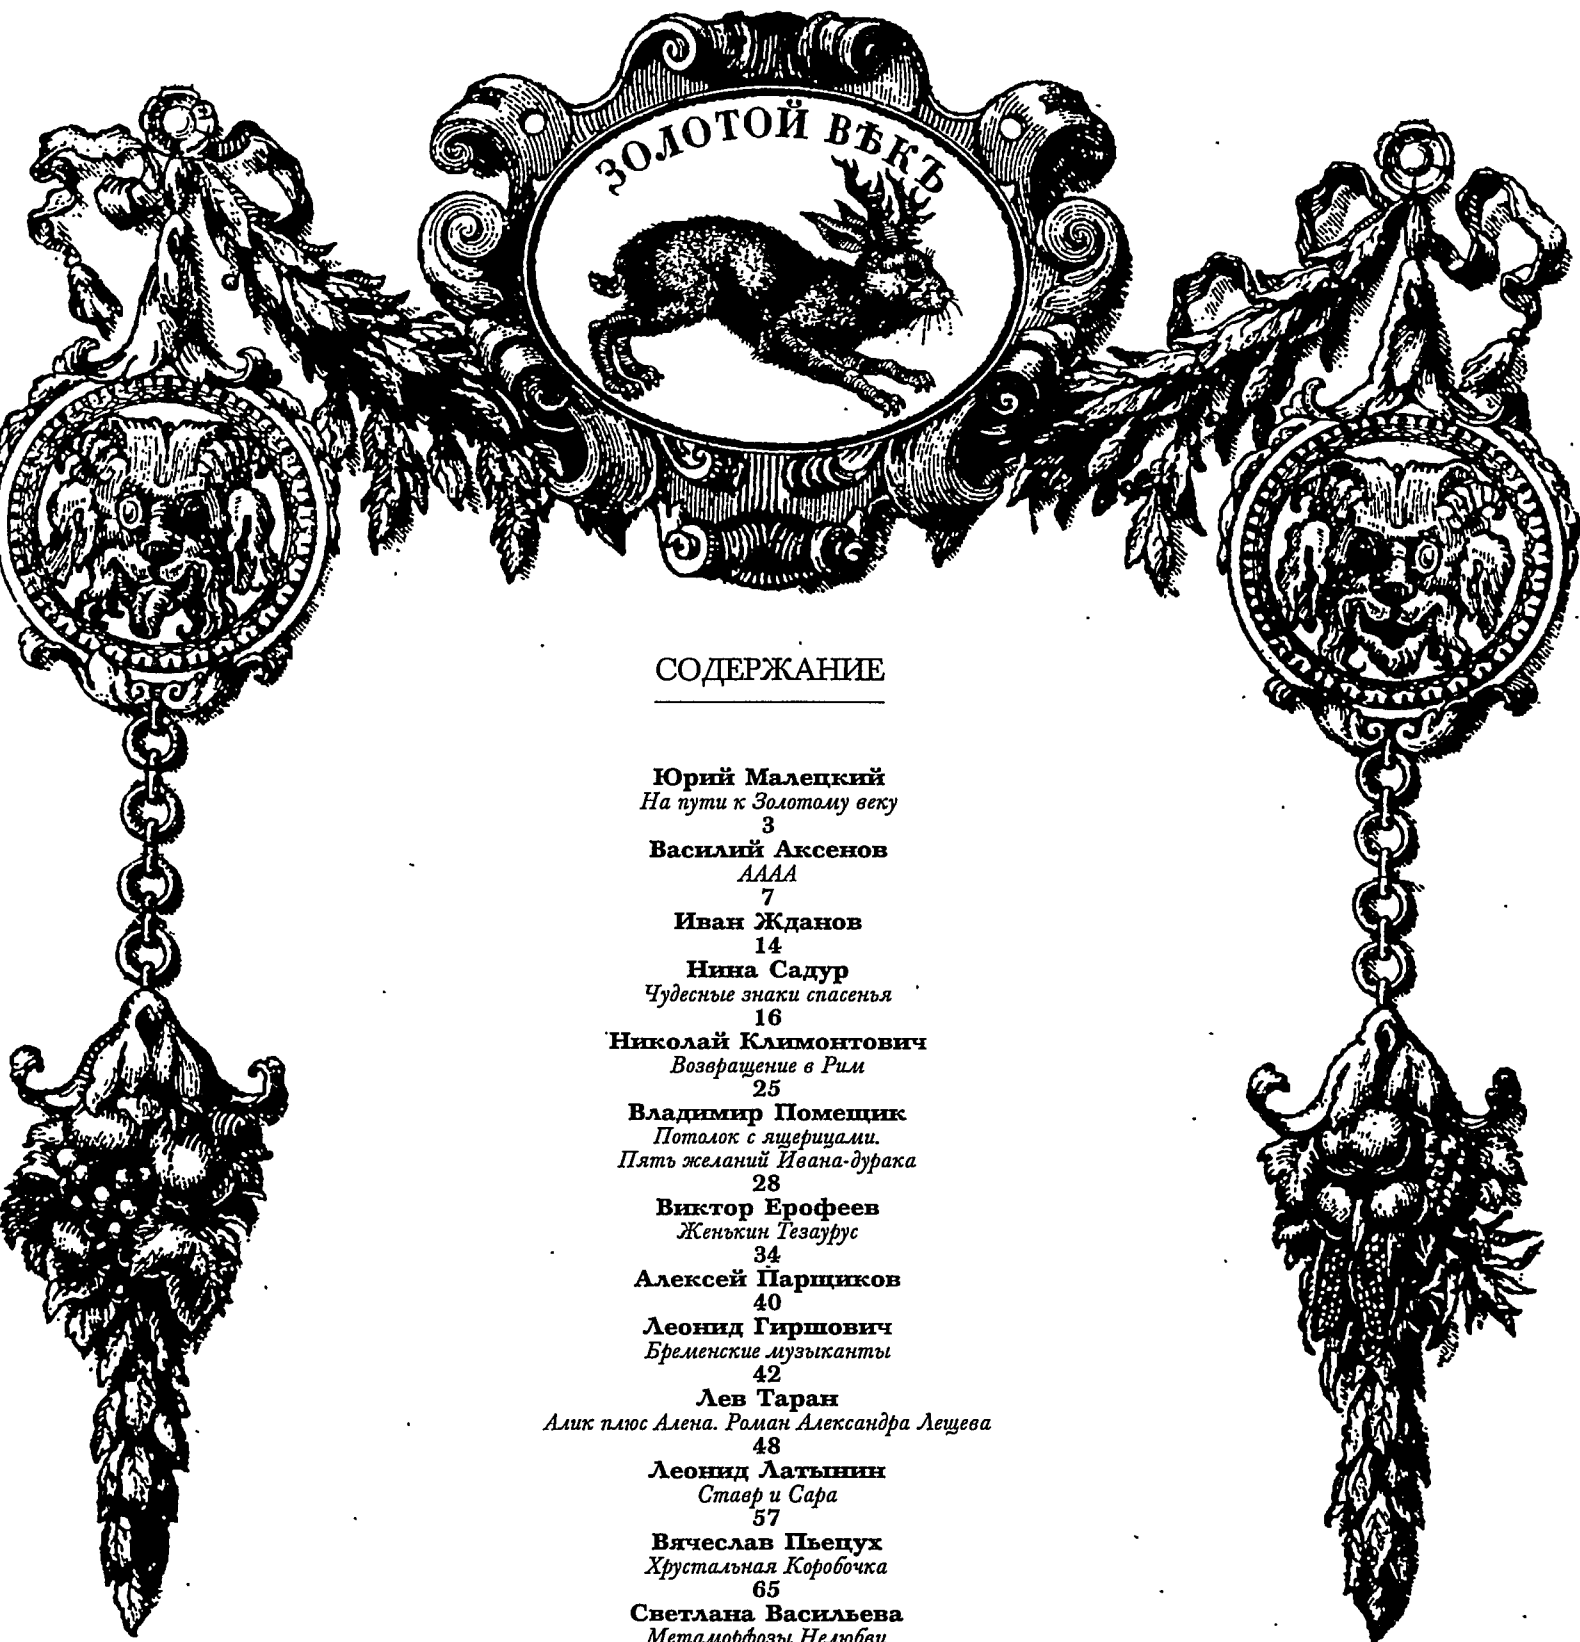 ЗОЛОТОЙ ВѢКЪ
СОДЕРЖАНИЕ
Юрий Малецкий
На пути к Золотому веку
3
Василий Аксенов
АААА
7
Иван Жданов
14
Нина Садур
Чудесные знаки спасенья
16
Николай Климонтович
Возвращение в Рим
25
Владимир Помещик
Потолок с ящерицами.
Пять желаний Ивана-дурака
28
Виктор Ерофеев
Женькин Тезаурус
34
Алексей Парщиков
40
Леонид Гиршович
Бременские музыканты
42
Лев Таран
Алик плюс Алена. Роман Александра Лещева
48
Леонид Латынин
Ставр и Сара
57
Вячеслав Пьецух
Хрустальная Коробочка
65
Светлана Васильева
Метаморфозы Нелюбви